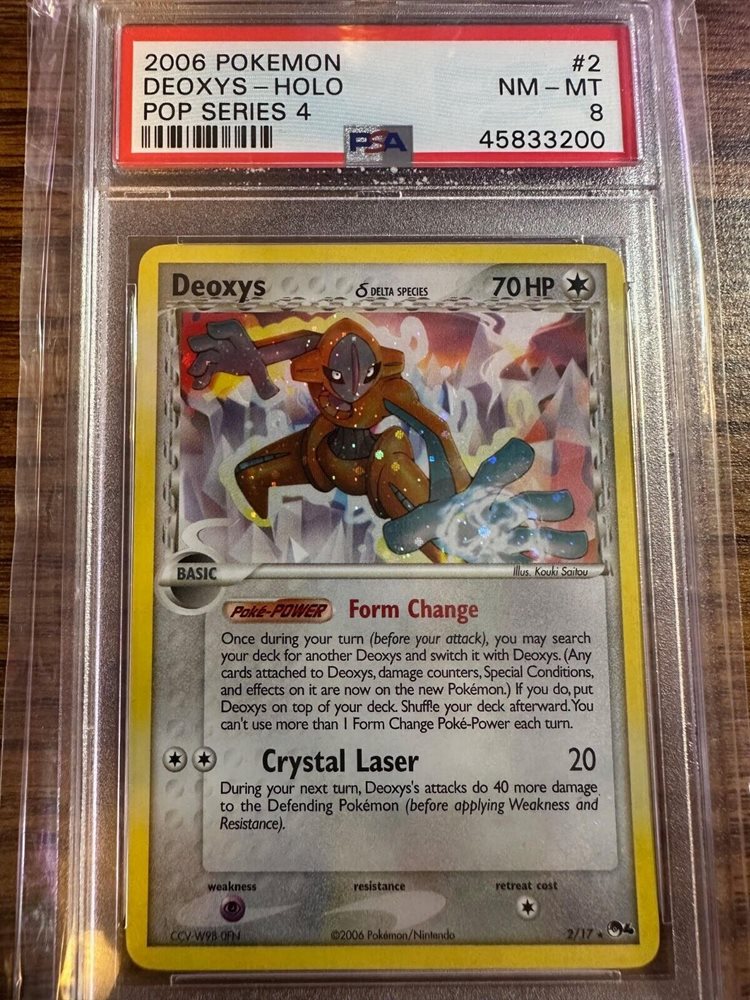 2006 POKEMON #2
DEOXYS – HOLO NM – MT
POP SERIES 4 8
PSA 45833200
Deoxys δ DELTA SPECIES 70 HP
BASIC Illus. Kouki Saitou
Poké-POWER Form Change
Once during your turn (before your attack), you may search
your deck for another Deoxys and switch it with Deoxys. (Any
cards attached to Deoxys, damage counters, Special Conditions,
and effects on it are now on the new Pokémon.) If you do, put
Deoxys on top of your deck. Shuffle your deck afterward. You
can't use more than 1 Form Change Poké-Power each turn.
Crystal Laser 20
During your next turn, Deoxys's attacks do 40 more damage
to the Defending Pokémon (before applying Weakness and
Resistance).
weakness resistance retreat cost
CCV-W9B-0FN ©2006 Pokémon/Nintendo 2/17 ★ 4